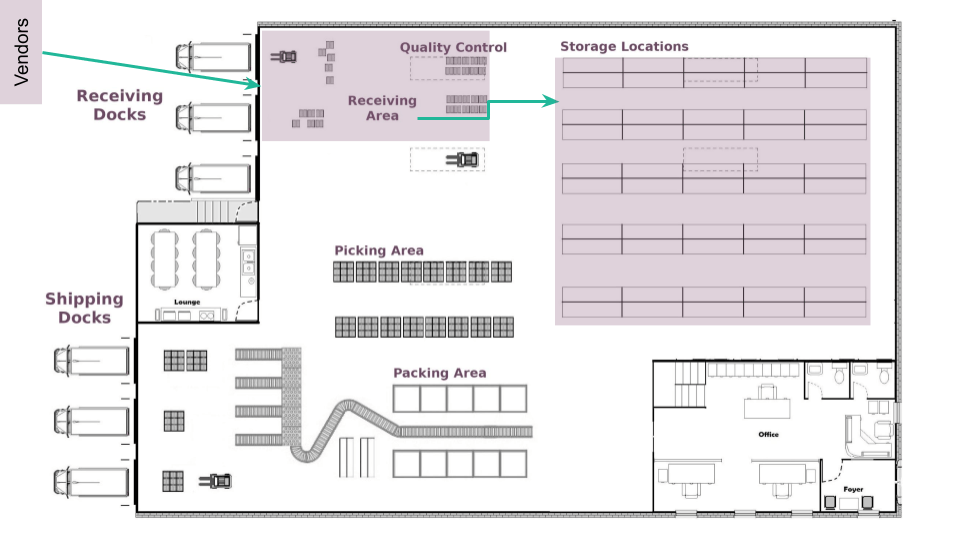 Vendors
Receiving
Docks
Quality Control
Receiving
Area
Storage Locations
Picking Area
Lounge
Shipping
Docks
Packing Area
Office
Foyer